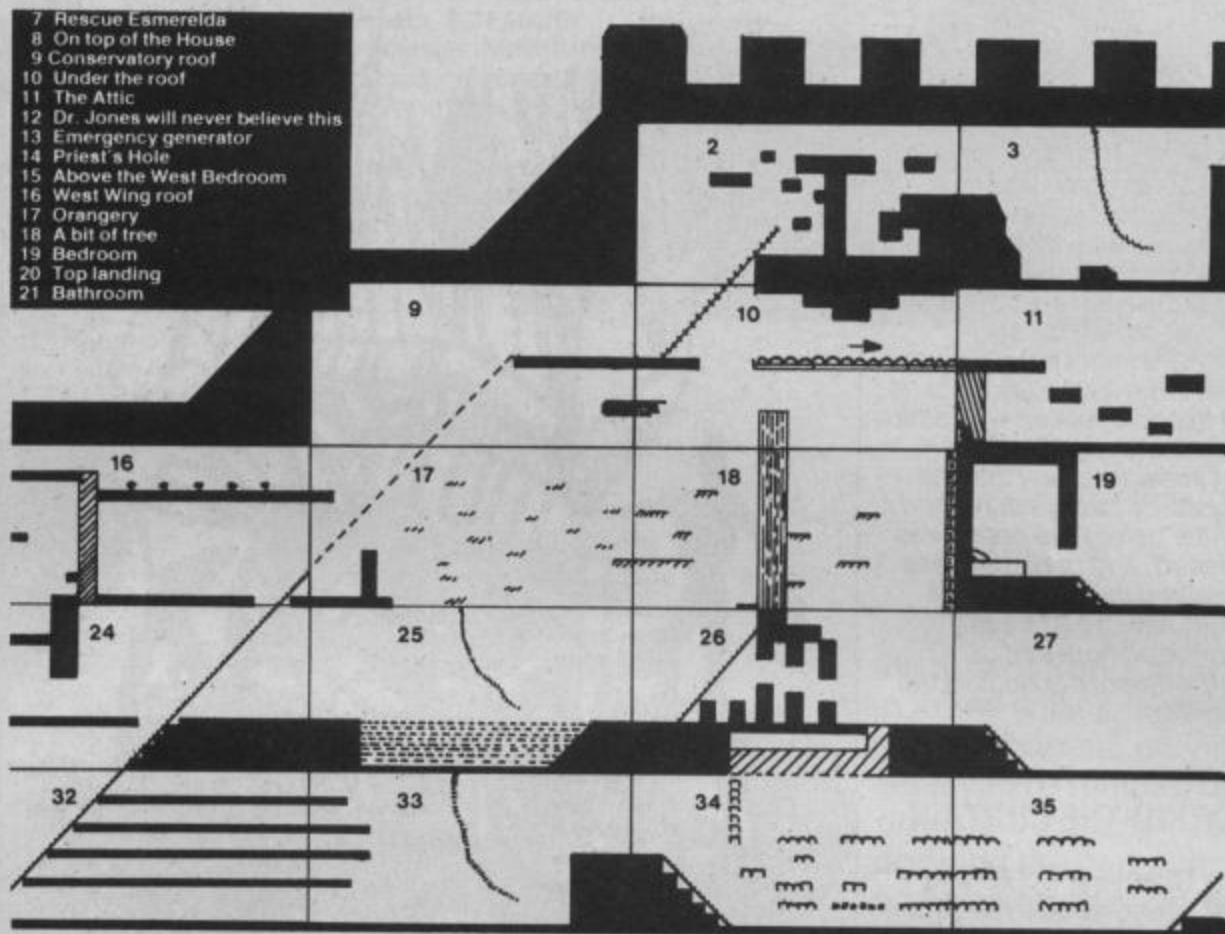 7 Rescue Esmerelda
8 On top of the House
9 Conservatory roof
10 Under the roof
11 The Attic
12 Dr. Jones will never believe this
13 Emergency generator
14 Priest's Hole
15 Above the West Bedroom
16 West Wing roof
17 Orangery
18 A bit of tree
19 Bedroom
20 Top landing
21 Bathroom
2 3
9 10 11
16 17 18 19
24 25 26 27
32 33 34 35